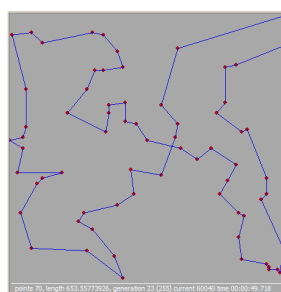 points 70, length 653.55773926, generation 23 (255) current 60040 time 00:00:49.718